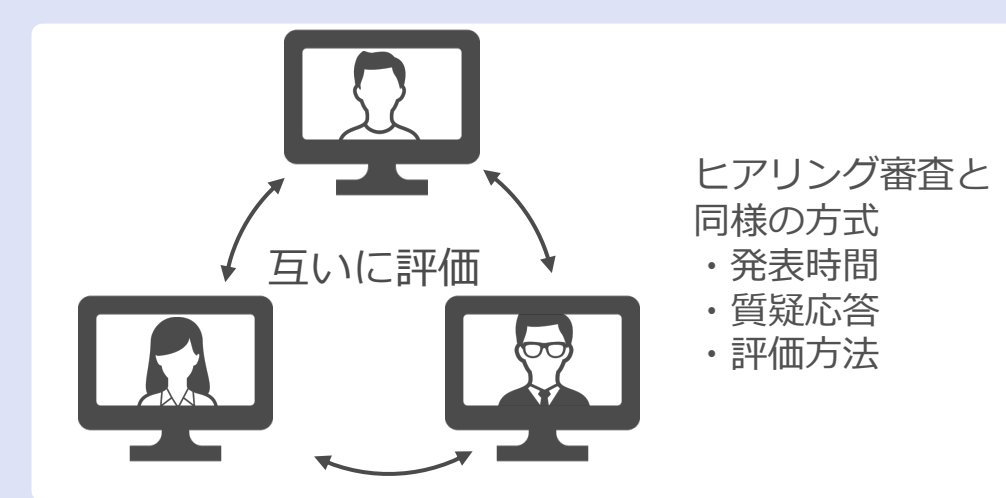 互いに評価
ヒアリング審査と
同様の方式
・発表時間
・質疑応答
・評価方法